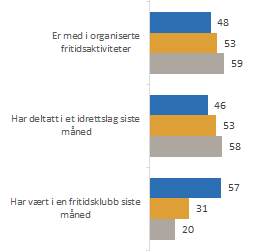 Er med i organiserte
fritidsaktiviteter
48
53
59
Har deltatt i et idrettslag siste
måned
46
53
58
Har vært i en fritidsklubb siste
måned
57
31
20